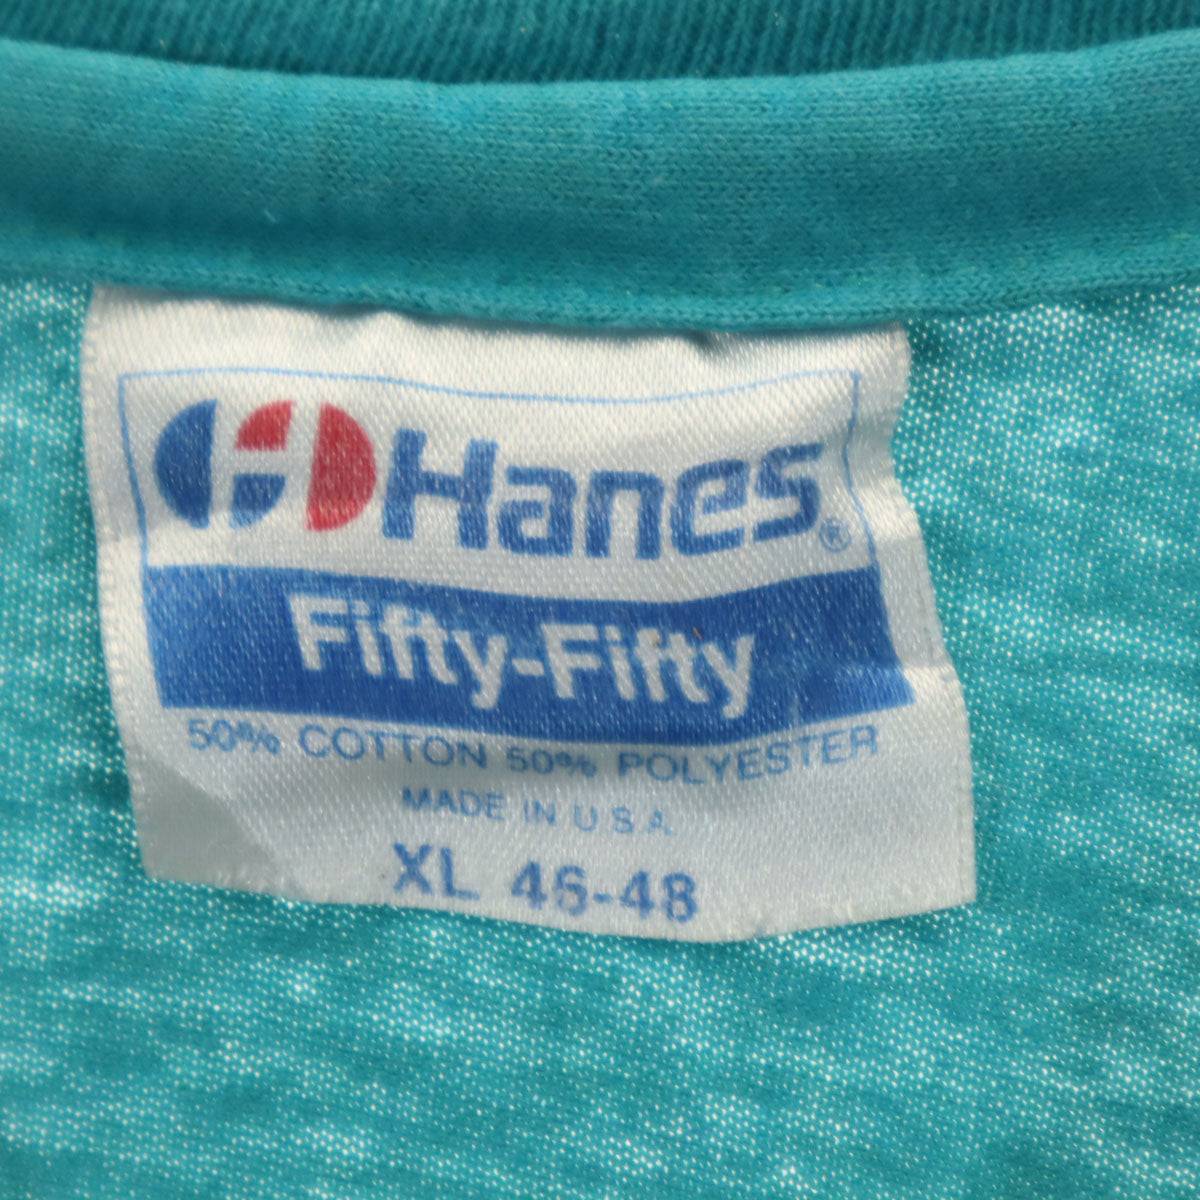 Hanes®
Fifty-Fifty
50% COTTON 50% POLYESTER
MADE IN U.S.A.
XL 46-48